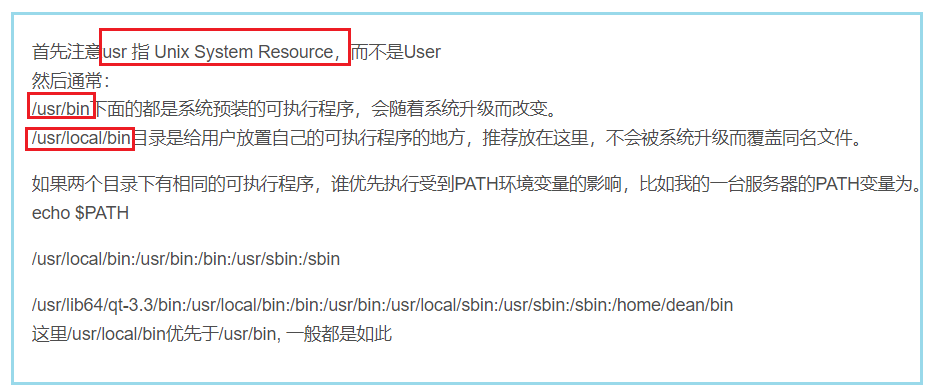 首先注意usr 指 Unix System Resource，而不是User
然后通常：
/usr/bin下面的都是系统预装的可执行程序，会随着系统升级而改变。
/usr/local/bin目录是给用户放置自己的可执行程序的地方，推荐放在这里，不会被系统升级而覆盖同名文件。
如果两个目录下有相同的可执行程序，谁优先执行受到PATH环境变量的影响，比如我的一台服务器的PATH变量为。
echo $PATH
/usr/local/bin:/usr/bin:/bin:/usr/sbin:/sbin
/usr/lib64/qt-3.3/bin:/usr/local/bin:/bin:/usr/bin:/usr/local/sbin:/usr/sbin:/sbin:/home/dean/bin
这里/usr/local/bin优先于/usr/bin, 一般都是如此